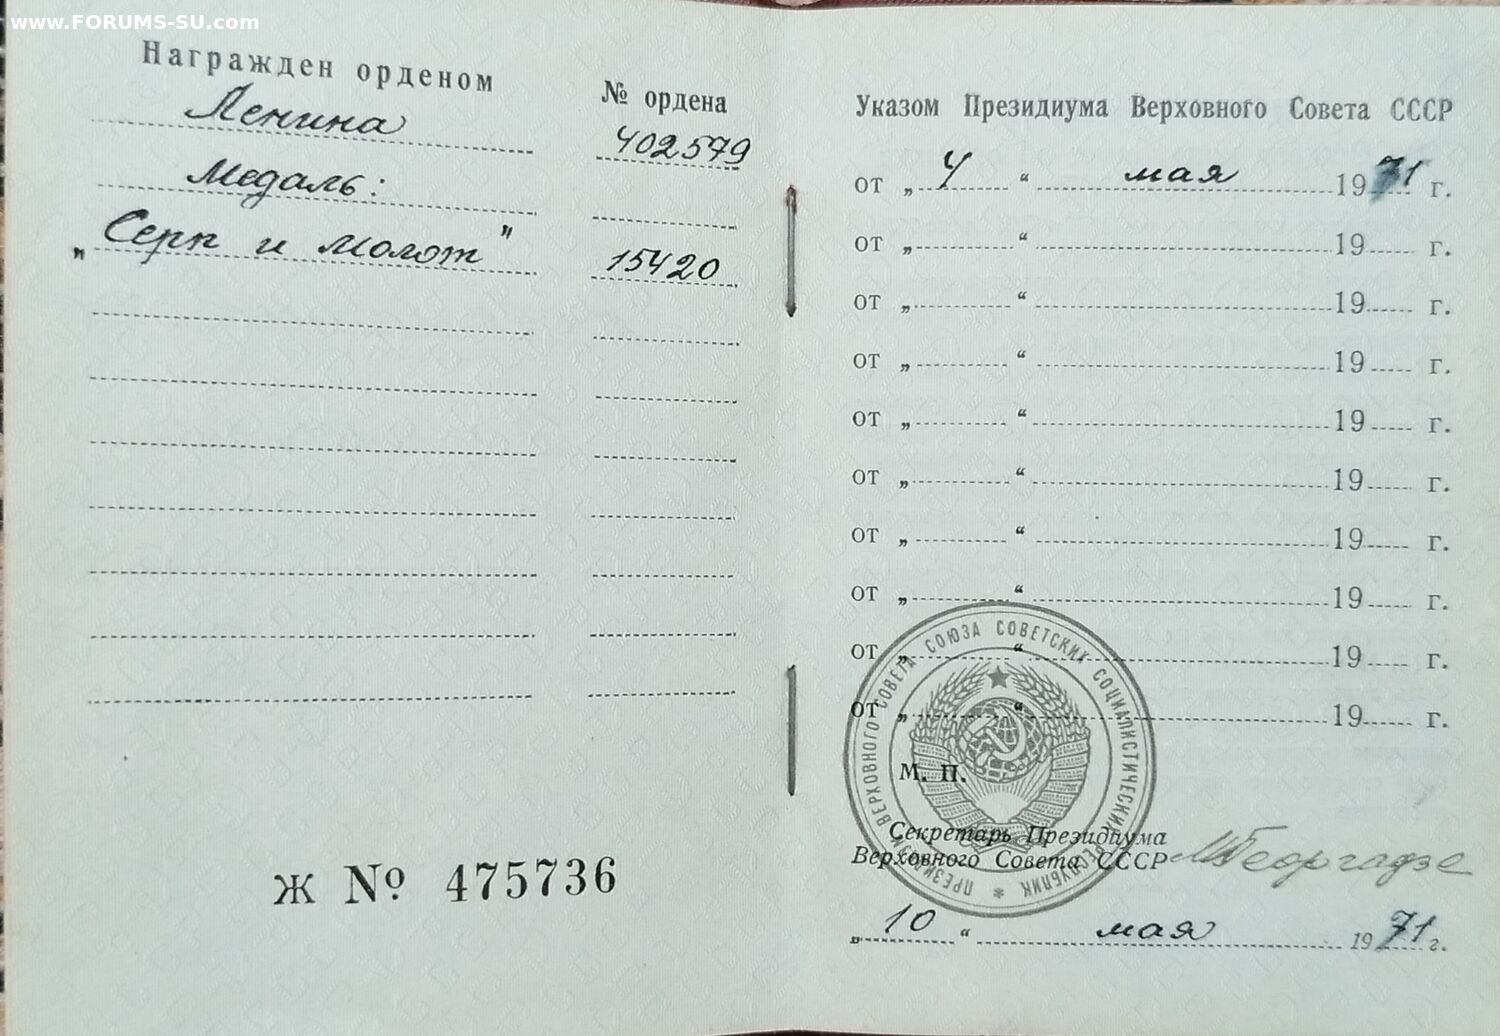 www.FORUMS-SU.com
Награжден орденом
№ ордена
Ленина
402579
Медаль:
„Серп и Молот"
15420
Указом Президиума Верховного Совета СССР
от „ 4 “ мая 1971 г.
от „ “ 19 г.
от „ “ 19 г.
от „ “ 19 г.
от „ “ 19 г.
от „ “ 19 г.
от „ “ 19 г.
от „ “ 19 г.
от „ “ 19 г.
от „ “ 19 г.
ПРЕЗИДИУМ ВЕРХОВНОГО СОВЕТА СОЮЗА СОВЕТСКИХ СОЦИАЛИСТИЧЕСКИХ РЕСПУБЛИК *
М. П.
Секретарь Президиума
Верховного Совета СССР
МГеоргадзе
„ 10 “ мая 1971 г.
Ж № 475736